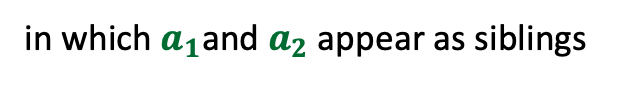 in which a₁ and a₂ appear as siblings